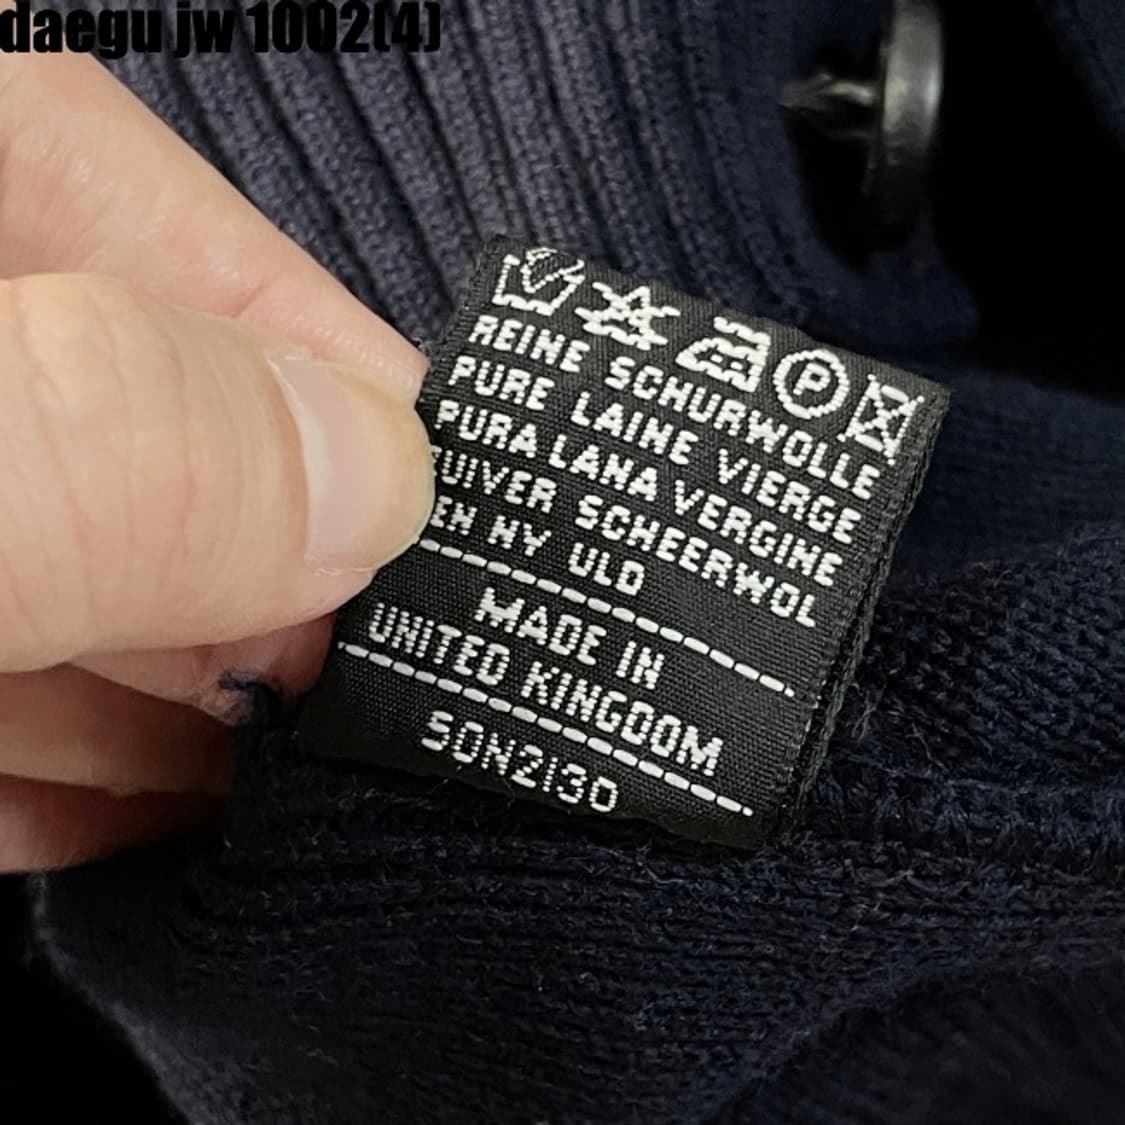 daegu jw 1002(4)
P
REINE SCHURWOLLE
PURE LAINE VIERGE
PURA LANA VERGINE
ZUIVER SCHEERWOL
REN NY ULD
MADE IN
UNITED KINGDOM
SON2130